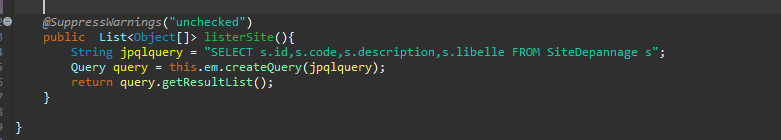 @SuppressWarnings("unchecked")
public  List<Object[]> listerSite(){
String jpqlquery = "SELECT s.id,s.code,s.description,s.libelle FROM SiteDepannage s";
Query query = this.em.createQuery(jpqlquery);
return query.getResultList();
}
}